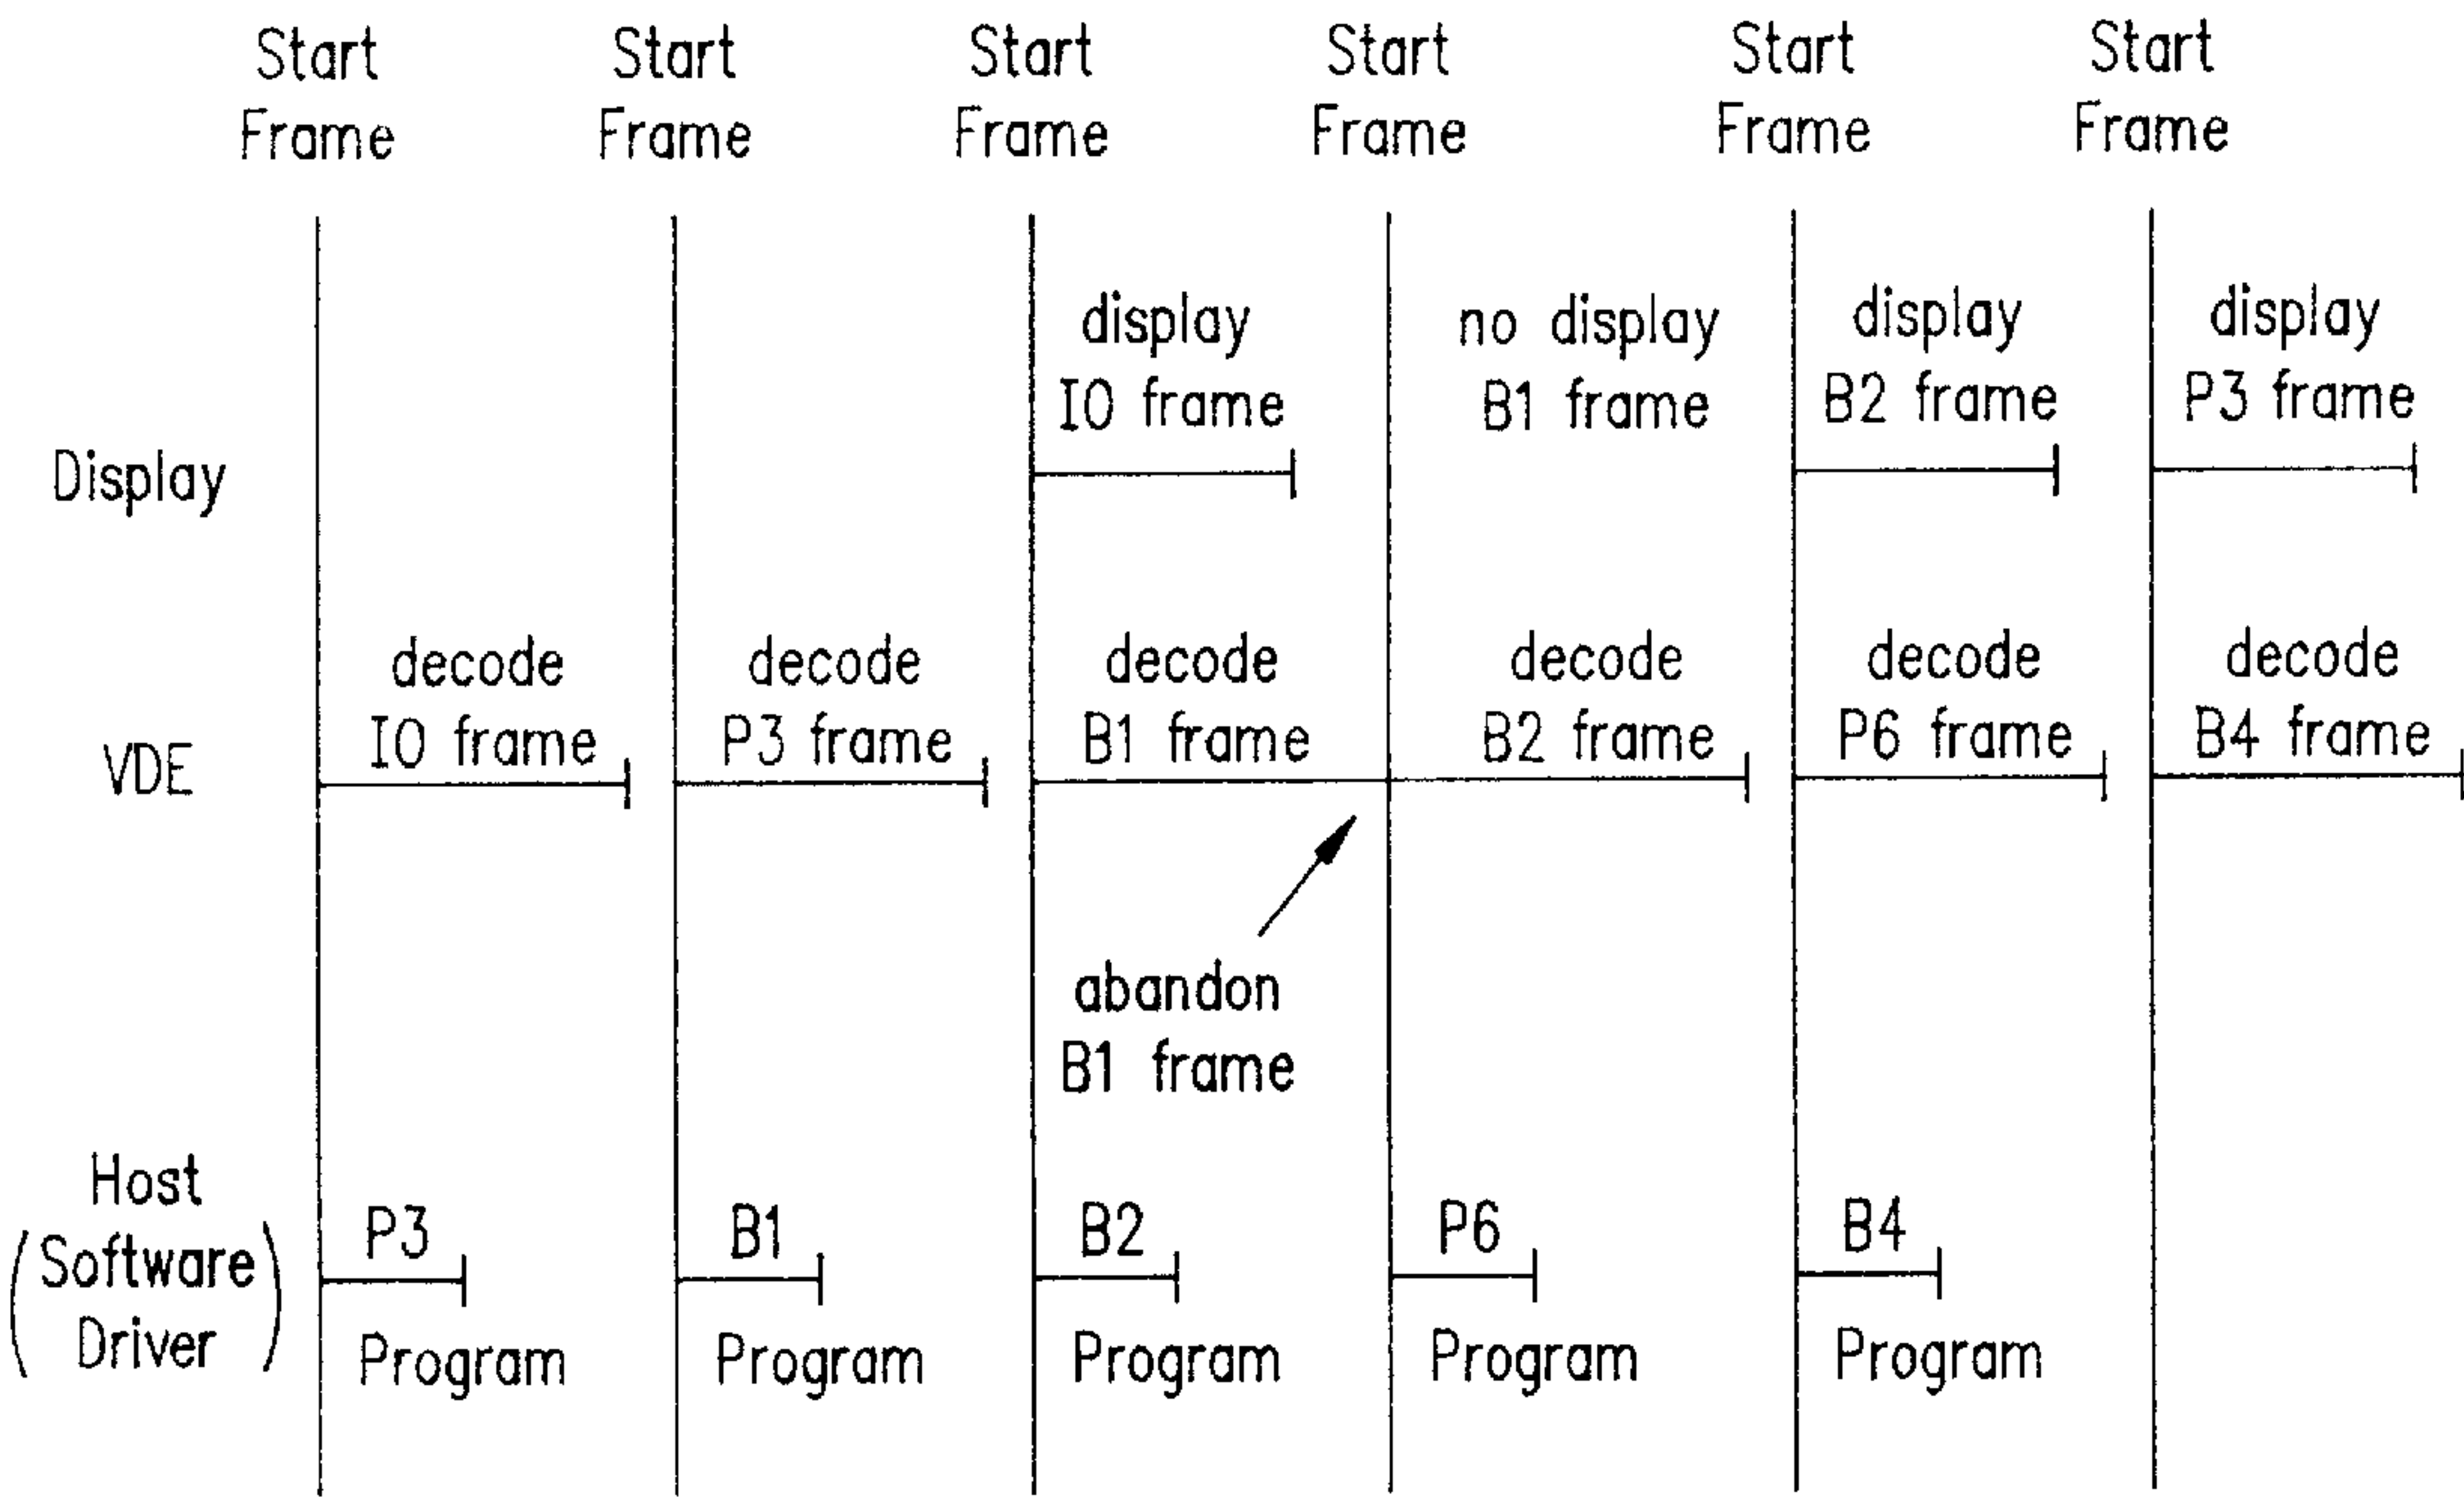 Start Start Start Start Start Start
Frame Frame Frame Frame Frame Frame
display no display display display
I0 frame B1 frame B2 frame P3 frame
Display
decode decode decode decode decode decode
I0 frame P3 frame B1 frame B2 frame P6 frame B4 frame
VDE
abandon
B1 frame
Host
(Software
Driver)
P3 B1 B2 P6 B4
Program Program Program Program Program